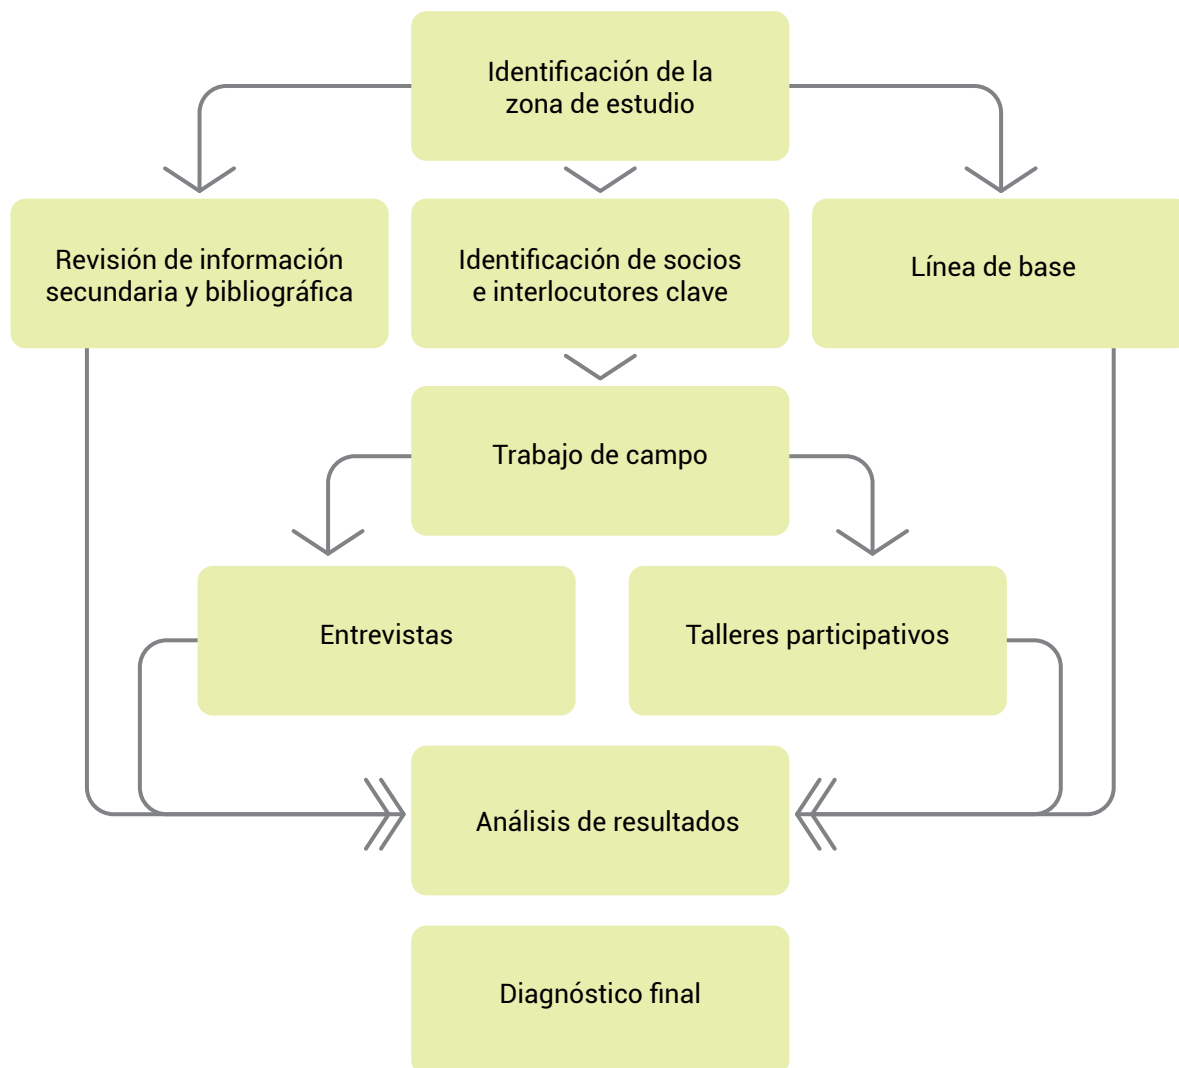 Identificación de la
zona de estudio
Revisión de información
secundaria y bibliográfica
Identificación de socios
e interlocutores clave
Línea de base
Trabajo de campo
Entrevistas
Talleres participativos
Análisis de resultados
Diagnóstico final